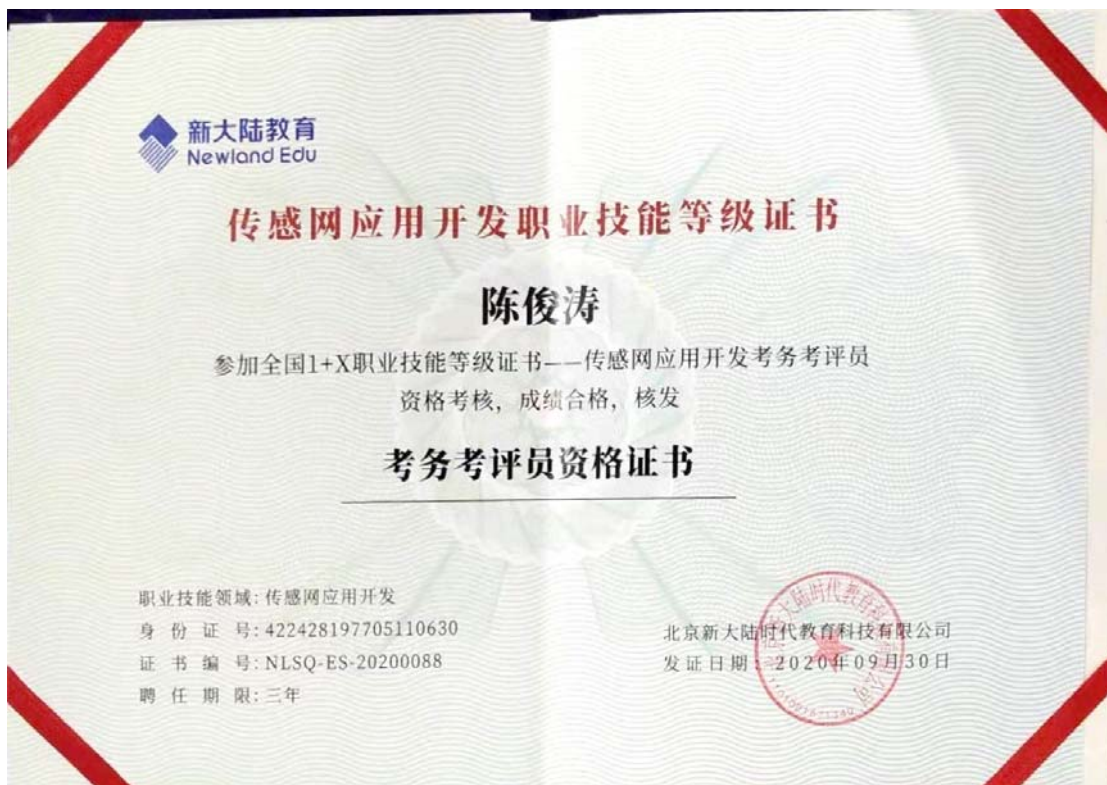 新大陆教育
Newland Edu
传感网应用开发职业技能等级证书
陈俊涛
参加全国1+X职业技能等级证书——传感网应用开发考务考评员
资格考核，成绩合格，核发
考务考评员资格证书
职业技能领域:传感网应用开发
身份证号:422428197705110630
证书编号:NLSQ-ES-20200088
聘任期限:三年
北京新大陆时代教育科技有限公司
发证日期:2020年09月30日